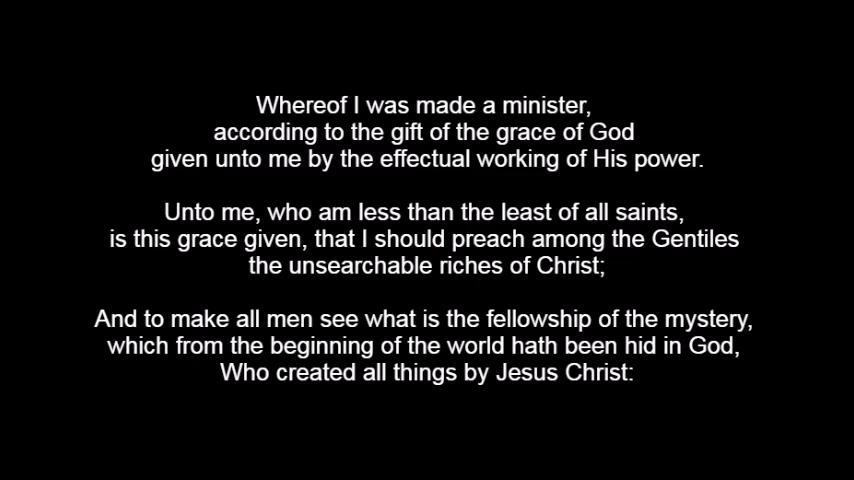 Whereof I was made a minister,
according to the gift of the grace of God
given unto me by the effectual working of His power.
Unto me, who am less than the least of all saints,
is this grace given, that I should preach among the Gentiles
the unsearchable riches of Christ;
And to make all men see what is the fellowship of the mystery,
which from the beginning of the world hath been hid in God,
Who created all things by Jesus Christ: